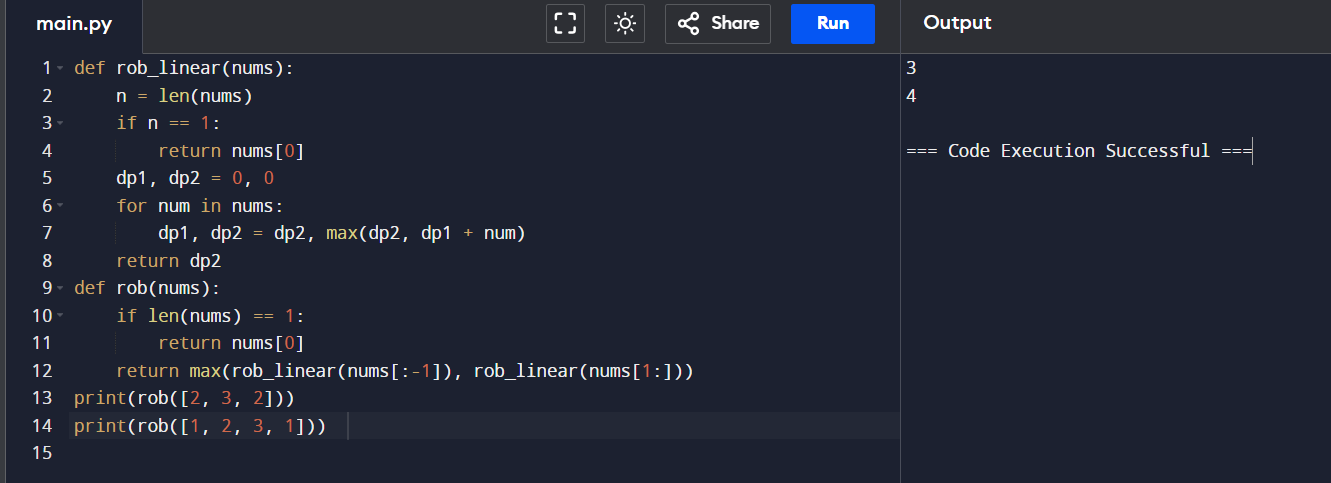 main.py
Share
Run
Output
1 def rob_linear(nums):
2     n = len(nums)
3     if n == 1:
4         return nums[0]
5     dp1, dp2 = 0, 0
6     for num in nums:
7         dp1, dp2 = dp2, max(dp2, dp1 + num)
8     return dp2
9 def rob(nums):
10     if len(nums) == 1:
11         return nums[0]
12     return max(rob_linear(nums[:-1]), rob_linear(nums[1:]))
13 print(rob([2, 3, 2]))
14 print(rob([1, 2, 3, 1]))
15
3
4
=== Code Execution Successful ===